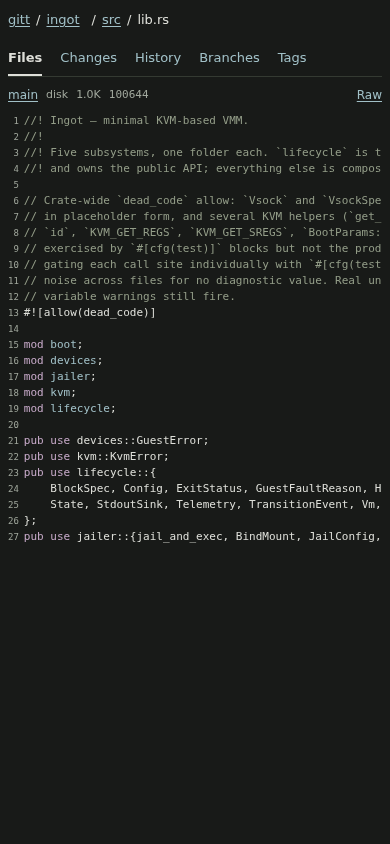 gitt / ingot / src / lib.rs
Files Changes History Branches Tags
main disk 1.0K 100644 Raw
1 //! Ingot — minimal KVM-based VMM.
2 //!
3 //! Five subsystems, one folder each. `lifecycle` is t
4 //! and owns the public API; everything else is compos
5
6 // Crate-wide `dead_code` allow: `Vsock` and `VsockSpe
7 // in placeholder form, and several KVM helpers (`get_
8 // `id`, `KVM_GET_REGS`, `KVM_GET_SREGS`, `BootParams:
9 // exercised by `#[cfg(test)]` blocks but not the prod
10 // gating each call site individually with `#[cfg(test
11 // noise across files for no diagnostic value. Real un
12 // variable warnings still fire.
13 #![allow(dead_code)]
14
15 mod boot;
16 mod devices;
17 mod jailer;
18 mod kvm;
19 mod lifecycle;
20
21 pub use devices::GuestError;
22 pub use kvm::KvmError;
23 pub use lifecycle::{
24     BlockSpec, Config, ExitStatus, GuestFaultReason, H
25     State, StdoutSink, Telemetry, TransitionEvent, Vm,
26 };
27 pub use jailer::{jail_and_exec, BindMount, JailConfig,